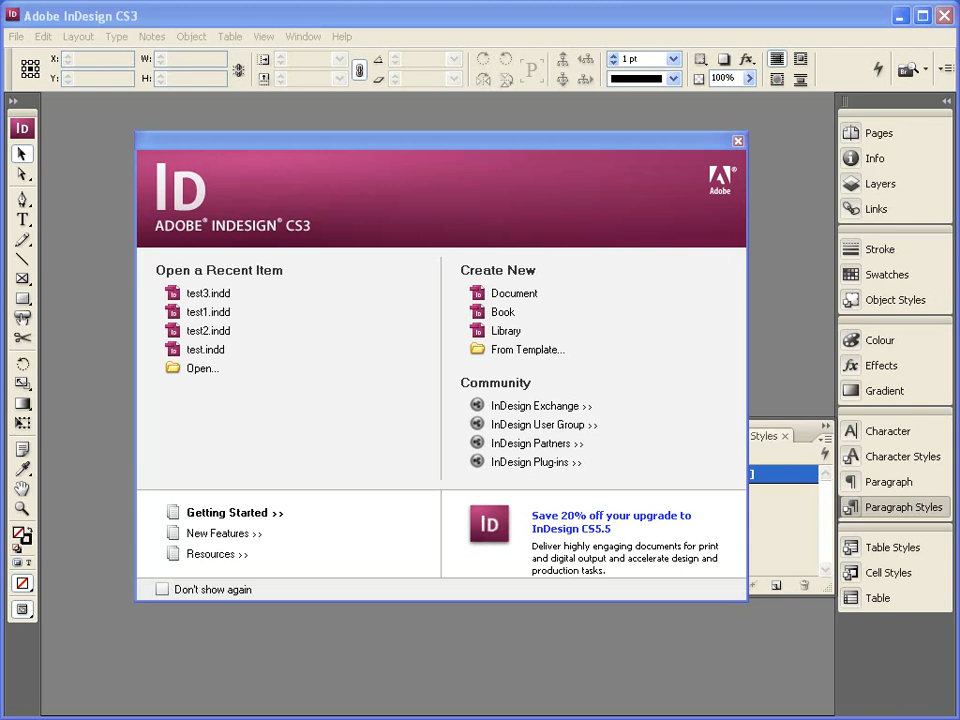 ID Adobe InDesign CS3
File Edit Layout Type Notes Object Table View Window Help
X: W: 1 pt fx.
Y: H: P 100% Br
ID
T
T
ID
ADOBE® INDESIGN® CS3
Adobe
Open a Recent Item
test3.indd
test1.indd
test2.indd
test.indd
Open...
Create New
Document
Book
Library
From Template...
Community
InDesign Exchange >>
InDesign User Group >>
InDesign Partners >>
InDesign Plug-ins >>
Getting Started >>
New Features >>
Resources >>
ID
Save 20% off your upgrade to
InDesign CS5.5
Deliver highly engaging documents for print
and digital output and accelerate design and
production tasks.
Don't show again
Styles ×
]
Pages
Info
Layers
Links
Stroke
Swatches
Object Styles
Colour
fx Effects
Gradient
A Character
Character Styles
¶ Paragraph
Paragraph Styles
Table Styles
Cell Styles
Table